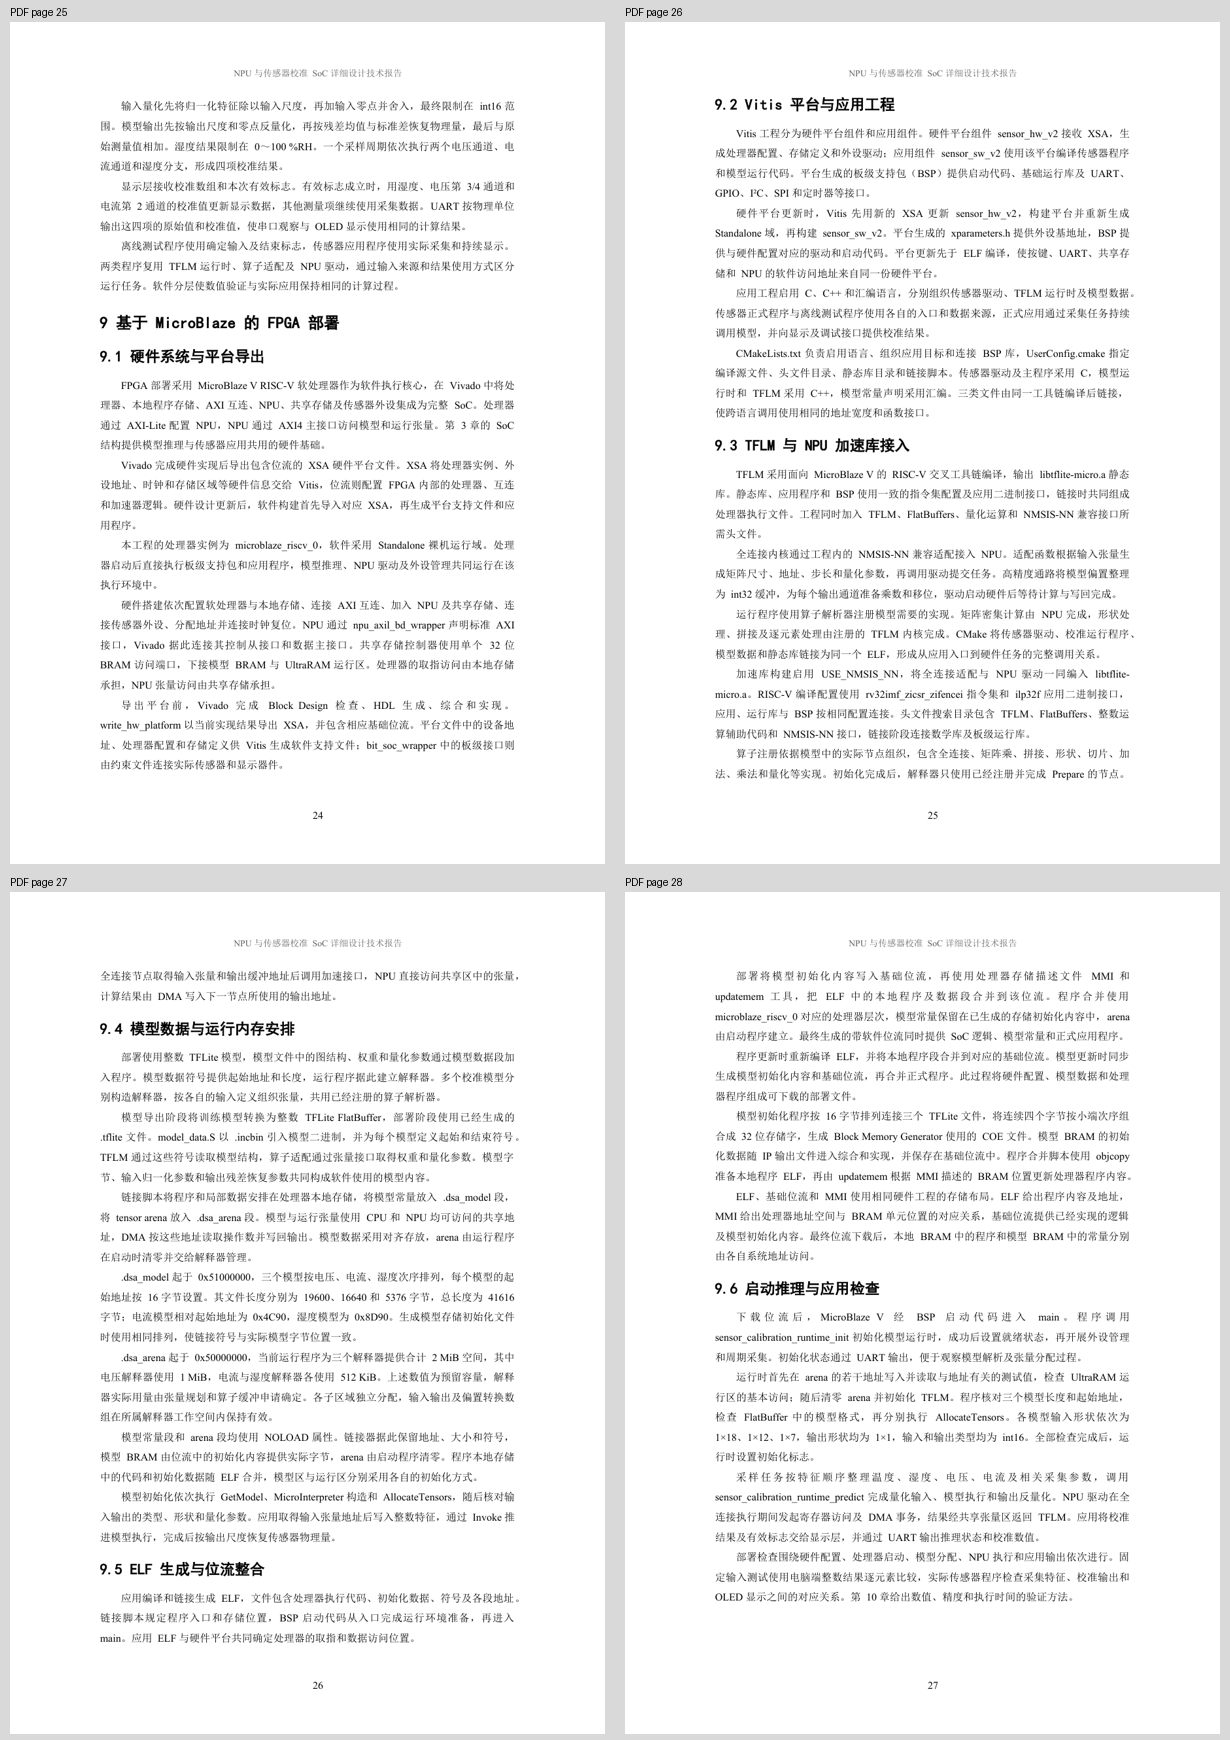 PDF page 25
NPU 与传感器校准 SoC 详细设计技术报告
输入量化先将归一化特征除以输入尺度，再加输入零点并舍入，最终限制在 int16 范
围。模型输出先按输出尺度和零点反量化，再按残差均值与标准差恢复物理量，最后与原
始测量值相加。湿度结果限制在 0～100 %RH。一个采样周期依次执行两个电压通道、电
流通道和湿度分支，形成四项校准结果。
显示层接收校准数组和本次有效标志。有效标志成立时，用湿度、电压第 3/4 通道和
电流第 2 通道的校准值更新显示数据，其他测量项继续使用采集数据。UART 按物理单位
输出这四项的原始值和校准值，使串口观察与 OLED 显示使用相同的计算结果。
离线测试程序使用确定输入及结束标志，传感器应用程序使用实际采集和持续显示。
两类程序复用 TFLM 运行时、算子适配及 NPU 驱动，通过输入来源和结果使用方式区分
运行任务。软件分层使数值验证与实际应用保持相同的计算过程。
9 基于 MicroBlaze 的 FPGA 部署
9.1 硬件系统与平台导出
FPGA 部署采用 MicroBlaze V RISC-V 软处理器作为软件执行核心，在 Vivado 中将处
理器、本地程序存储、AXI 互连、NPU、共享存储及传感器外设集成为完整 SoC。处理器
通过 AXI-Lite 配置 NPU，NPU 通过 AXI4 主接口访问模型和运行张量。第 3 章的 SoC
结构提供模型推理与传感器应用共用的硬件基础。
Vivado 完成硬件实现后导出包含位流的 XSA 硬件平台文件。XSA 将处理器实例、外
设地址、时钟和存储区域等硬件信息交给 Vitis，位流则配置 FPGA 内部的处理器、互连
和加速器逻辑。硬件设计更新后，软件构建首先导入对应 XSA，再生成平台支持文件和应
用程序。
本工程的处理器实例为 microblaze_riscv_0，软件采用 Standalone 裸机运行域。处理
器启动后直接执行板级支持包和应用程序，模型推理、NPU 驱动及外设管理共同运行在该
执行环境中。
硬件搭建依次配置软处理器与本地存储、连接 AXI 互连、加入 NPU 及共享存储、连
接传感器外设、分配地址并连接时钟复位。NPU 通过 npu_axil_bd_wrapper 声明标准 AXI
接口，Vivado 据此连接其控制从接口和数据主接口。共享存储控制器使用单个 32 位
BRAM 访问端口，下接模型 BRAM 与 UltraRAM 运行区。处理器的取指访问由本地存储
承担，NPU 张量访问由共享存储承担。
导出平台前，Vivado 完成 Block Design 检查、HDL 生成、综合和实现。
write_hw_platform 以当前实现结果导出 XSA，并包含相应基础位流。平台文件中的设备地
址、处理器配置和存储定义供 Vitis 生成软件支持文件；bit_soc_wrapper 中的板级接口则
由约束文件连接实际传感器和显示器件。
24
PDF page 26
NPU 与传感器校准 SoC 详细设计技术报告
9.2 Vitis 平台与应用工程
Vitis 工程分为硬件平台组件和应用组件。硬件平台组件 sensor_hw_v2 接收 XSA，生
成处理器配置、存储定义和外设驱动；应用组件 sensor_sw_v2 使用该平台编译传感器程序
和模型运行代码。平台生成的板级支持包（BSP）提供启动代码、基础运行库及 UART、
GPIO、I²C、SPI 和定时器等接口。
硬件平台更新时，Vitis 先用新的 XSA 更新 sensor_hw_v2，构建平台并重新生成
Standalone 域，再构建 sensor_sw_v2。平台生成的 xparameters.h 提供外设基地址，BSP 提
供与硬件配置对应的驱动和启动代码。平台更新先于 ELF 编译，使按键、UART、共享存
储和 NPU 的软件访问地址来自同一份硬件平台。
应用工程启用 C、C++ 和汇编语言，分别组织传感器驱动、TFLM 运行时及模型数据。
传感器正式程序与离线测试程序使用各自的入口和数据来源，正式应用通过采集任务持续
调用模型，并向显示及调试接口提供校准结果。
CMakeLists.txt 负责启用语言、组织应用目标和连接 BSP 库，UserConfig.cmake 指定
编译源文件、头文件目录、静态库目录和链接脚本。传感器驱动及主程序采用 C，模型运
行时和 TFLM 采用 C++，模型常量声明采用汇编。三类文件由同一工具链编译后链接，
使跨语言调用使用相同的地址宽度和函数接口。
9.3 TFLM 与 NPU 加速库接入
TFLM 采用面向 MicroBlaze V 的 RISC-V 交叉工具链编译，输出 libtflite-micro.a 静态
库。静态库、应用程序和 BSP 使用一致的指令集配置及应用二进制接口，链接时共同组成
处理器执行文件。工程同时加入 TFLM、FlatBuffers、量化运算和 NMSIS-NN 兼容接口所
需头文件。
全连接内核通过工程内的 NMSIS-NN 兼容适配接入 NPU。适配函数根据输入张量生
成矩阵尺寸、地址、步长和量化参数，再调用驱动提交任务。高精度通路将模型偏置整理
为 int32 缓冲，为每个输出通道准备乘数和移位，驱动启动硬件后等待计算与写回完成。
运行程序使用算子解析器注册模型需要的实现。矩阵密集计算由 NPU 完成，形状处
理、拼接及逐元素处理由注册的 TFLM 内核完成。CMake 将传感器驱动、校准运行程序、
模型数据和静态库链接为同一个 ELF，形成从应用入口到硬件任务的完整调用关系。
加速库构建启用 USE_NMSIS_NN，将全连接适配与 NPU 驱动一同编入 libtflite-
micro.a。RISC-V 编译配置使用 rv32imf_zicsr_zifencei 指令集和 ilp32f 应用二进制接口，
应用、运行库与 BSP 按相同配置连接。头文件搜索目录包含 TFLM、FlatBuffers、整数运
算辅助代码和 NMSIS-NN 接口，链接阶段连接数学库及板级运行库。
算子注册依据模型中的实际节点组织，包含全连接、矩阵乘、拼接、形状、切片、加
法、乘法和量化等实现。初始化完成后，解释器只使用已经注册并完成 Prepare 的节点。
25
PDF page 27
NPU 与传感器校准 SoC 详细设计技术报告
全连接节点取得输入张量和输出缓冲地址后调用加速接口，NPU 直接访问共享区中的张量，
计算结果由 DMA 写入下一节点所使用的输出地址。
9.4 模型数据与运行内存安排
部署使用整数 TFLite 模型，模型文件中的图结构、权重和量化参数通过模型数据段加
入程序。模型数据符号提供起始地址和长度，运行程序据此建立解释器。多个校准模型分
别构造解释器，按各自的输入定义组织张量，共用已经注册的算子解析器。
模型导出阶段将训练模型转换为整数 TFLite FlatBuffer，部署阶段使用已经生成的
.tflite 文件。model_data.S 以 .incbin 引入模型二进制，并为每个模型定义起始和结束符号。
TFLM 通过这些符号读取模型结构，算子适配通过张量接口取得权重和量化参数。模型字
节、输入归一化参数和输出残差恢复参数共同构成软件使用的模型内容。
链接脚本将程序和局部数据安排在处理器本地存储，将模型常量放入 .dsa_model 段，
将 tensor arena 放入 .dsa_arena 段。模型与运行张量使用 CPU 和 NPU 均可访问的共享地
址，DMA 按这些地址读取操作数并写回输出。模型数据采用对齐存放，arena 由运行程序
在启动时清零并交给解释器管理。
.dsa_model 起于 0x51000000，三个模型按电压、电流、湿度次序排列，每个模型的起
始地址按 16 字节设置。其文件长度分别为 19600、16640 和 5376 字节，总长度为 41616
字节；电流模型相对起始地址为 0x4C90，湿度模型为 0x8D90。生成模型存储初始化文件
时使用相同排列，使链接符号与实际模型字节位置一致。
.dsa_arena 起于 0x50000000，当前运行程序为三个解释器提供合计 2 MiB 空间，其中
电压解释器使用 1 MiB，电流与湿度解释器各使用 512 KiB。上述数值为预留容量，解释
器实际用量由张量规划和算子缓冲申请确定。各子区域独立分配，输入输出及偏置转换数
组在所属解释器工作空间内保持有效。
模型常量段和 arena 段均使用 NOLOAD 属性。链接器据此保留地址、大小和符号，
模型 BRAM 由位流中的初始化内容提供实际字节，arena 由启动程序清零。程序本地存储
中的代码和初始化数据随 ELF 合并，模型区与运行区分别采用各自的初始化方式。
模型初始化依次执行 GetModel、MicroInterpreter 构造和 AllocateTensors，随后核对输
入输出的类型、形状和量化参数。应用取得输入张量地址后写入整数特征，通过 Invoke 推
进模型执行，完成后按输出尺度恢复传感器物理量。
9.5 ELF 生成与位流整合
应用编译和链接生成 ELF，文件包含处理器执行代码、初始化数据、符号及各段地址。
链接脚本规定程序入口和存储位置，BSP 启动代码从入口完成运行环境准备，再进入
main。应用 ELF 与硬件平台共同确定处理器的取指和数据访问位置。
26
PDF page 28
NPU 与传感器校准 SoC 详细设计技术报告
部署将模型初始化内容写入基础位流，再使用处理器存储描述文件 MMI 和
updatemem 工具，把 ELF 中的本地程序及数据段合并到该位流。程序合并使用
microblaze_riscv_0 对应的处理器层次，模型常量保留在已生成的存储初始化内容中，arena
由启动程序建立。最终生成的带软件位流同时提供 SoC 逻辑、模型常量和正式应用程序。
程序更新时重新编译 ELF，并将本地程序段合并到对应的基础位流。模型更新时同步
生成模型初始化内容和基础位流，再合并正式程序。此过程将硬件配置、模型数据和处理
器程序组成可下载的部署文件。
模型初始化程序按 16 字节排列连接三个 TFLite 文件，将连续四个字节按小端次序组
合成 32 位存储字，生成 Block Memory Generator 使用的 COE 文件。模型 BRAM 的初始
化数据随 IP 输出文件进入综合和实现，并保存在基础位流中。程序合并脚本使用 objcopy
准备本地程序 ELF，再由 updatemem 根据 MMI 描述的 BRAM 位置更新处理器程序内容。
ELF、基础位流和 MMI 使用相同硬件工程的存储布局。ELF 给出程序内容及地址，
MMI 给出处理器地址空间与 BRAM 单元位置的对应关系，基础位流提供已经实现的逻辑
及模型初始化内容。最终位流下载后，本地 BRAM 中的程序和模型 BRAM 中的常量分别
由各自系统地址访问。
9.6 启动推理与应用检查
下载位流后，MicroBlaze V 经 BSP 启动代码进入 main。程序调用
sensor_calibration_runtime_init 初始化模型运行时，成功后设置就绪状态，再开展外设管理
和周期采集。初始化状态通过 UART 输出，便于观察模型解析及张量分配过程。
运行时首先在 arena 的若干地址写入并读取与地址有关的测试值，检查 UltraRAM 运
行区的基本访问；随后清零 arena 并初始化 TFLM。程序核对三个模型长度和起始地址，
检查 FlatBuffer 中的模型格式，再分别执行 AllocateTensors。各模型输入形状依次为
1×18、1×12、1×7，输出形状均为 1×1，输入和输出类型均为 int16。全部检查完成后，运
行时设置初始化标志。
采样任务按特征顺序整理温度、湿度、电压、电流及相关采集参数，调用
sensor_calibration_runtime_predict 完成量化输入、模型执行和输出反量化。NPU 驱动在全
连接执行期间发起寄存器访问及 DMA 事务，结果经共享张量区返回 TFLM。应用将校准
结果及有效标志交给显示层，并通过 UART 输出推理状态和校准数值。
部署检查围绕硬件配置、处理器启动、模型分配、NPU 执行和应用输出依次进行。固
定输入测试使用电脑端整数结果逐元素比较，实际传感器程序检查采集特征、校准输出和
OLED 显示之间的对应关系。第 10 章给出数值、精度和执行时间的验证方法。
27